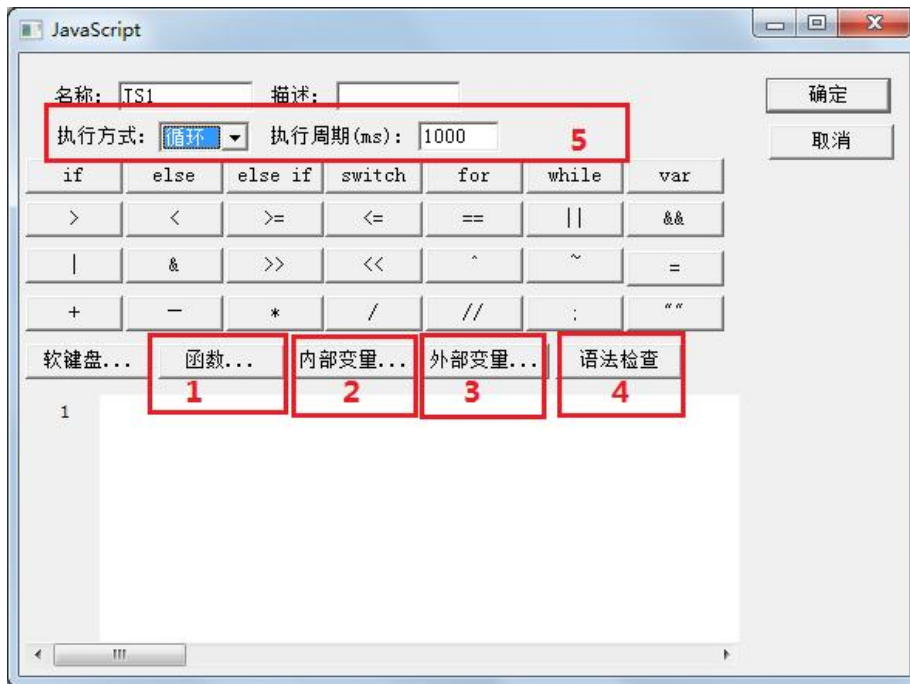 JavaScript
名称: JS1 描述:
执行方式: 循环 执行周期(ms): 1000 5
确定
取消
if else else if switch for while var
> < >= <= == || &&
| & >> << ^ ~ =
+ — * / // ; “”
软键盘... 函数... 内部变量... 外部变量... 语法检查
1 2 3 4
1